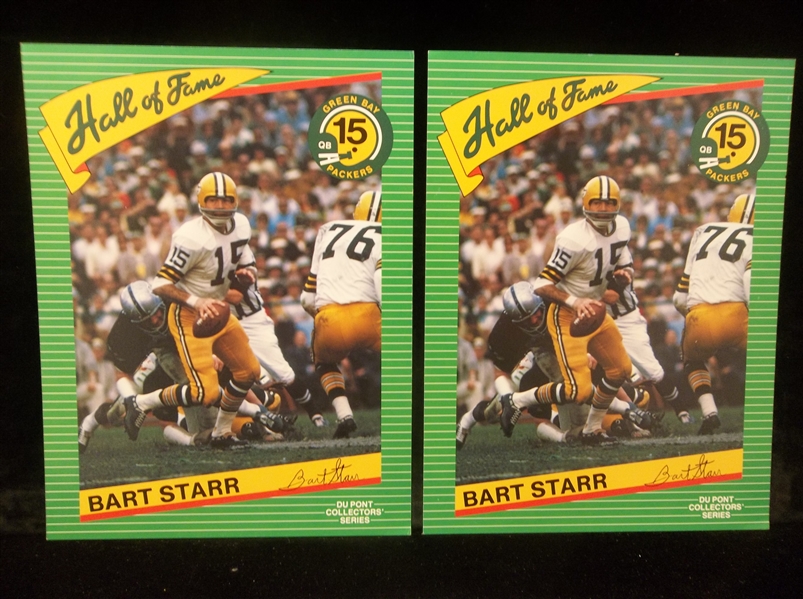 Hall of Fame
GREEN BAY
15
QB
PACKERS
15
15
76
BART STARR
Bart Starr
DU PONT
COLLECTORS'
SERIES
Hall of Fame
GREEN BAY
15
QB
PACKERS
15
15
76
BART STARR
Bart Starr
DU PONT
COLLECTORS'
SERIES